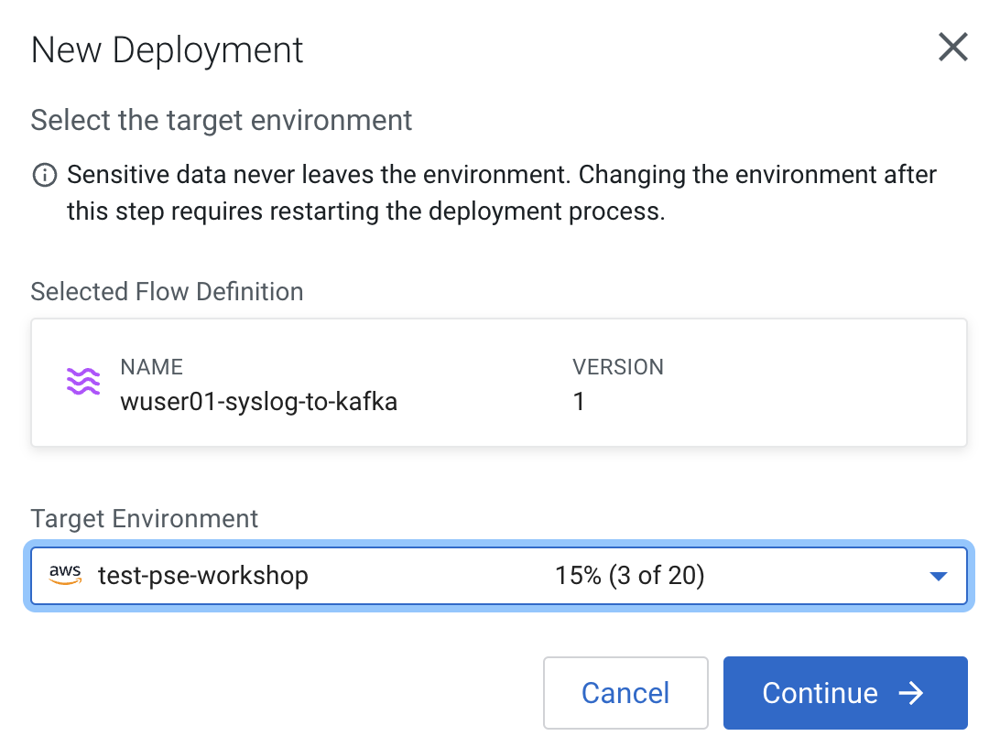 New Deployment
Select the target environment
Sensitive data never leaves the environment. Changing the environment after
this step requires restarting the deployment process.
Selected Flow Definition
NAME VERSION
wuser01-syslog-to-kafka 1
Target Environment
aws test-pse-workshop 15% (3 of 20)
Cancel Continue